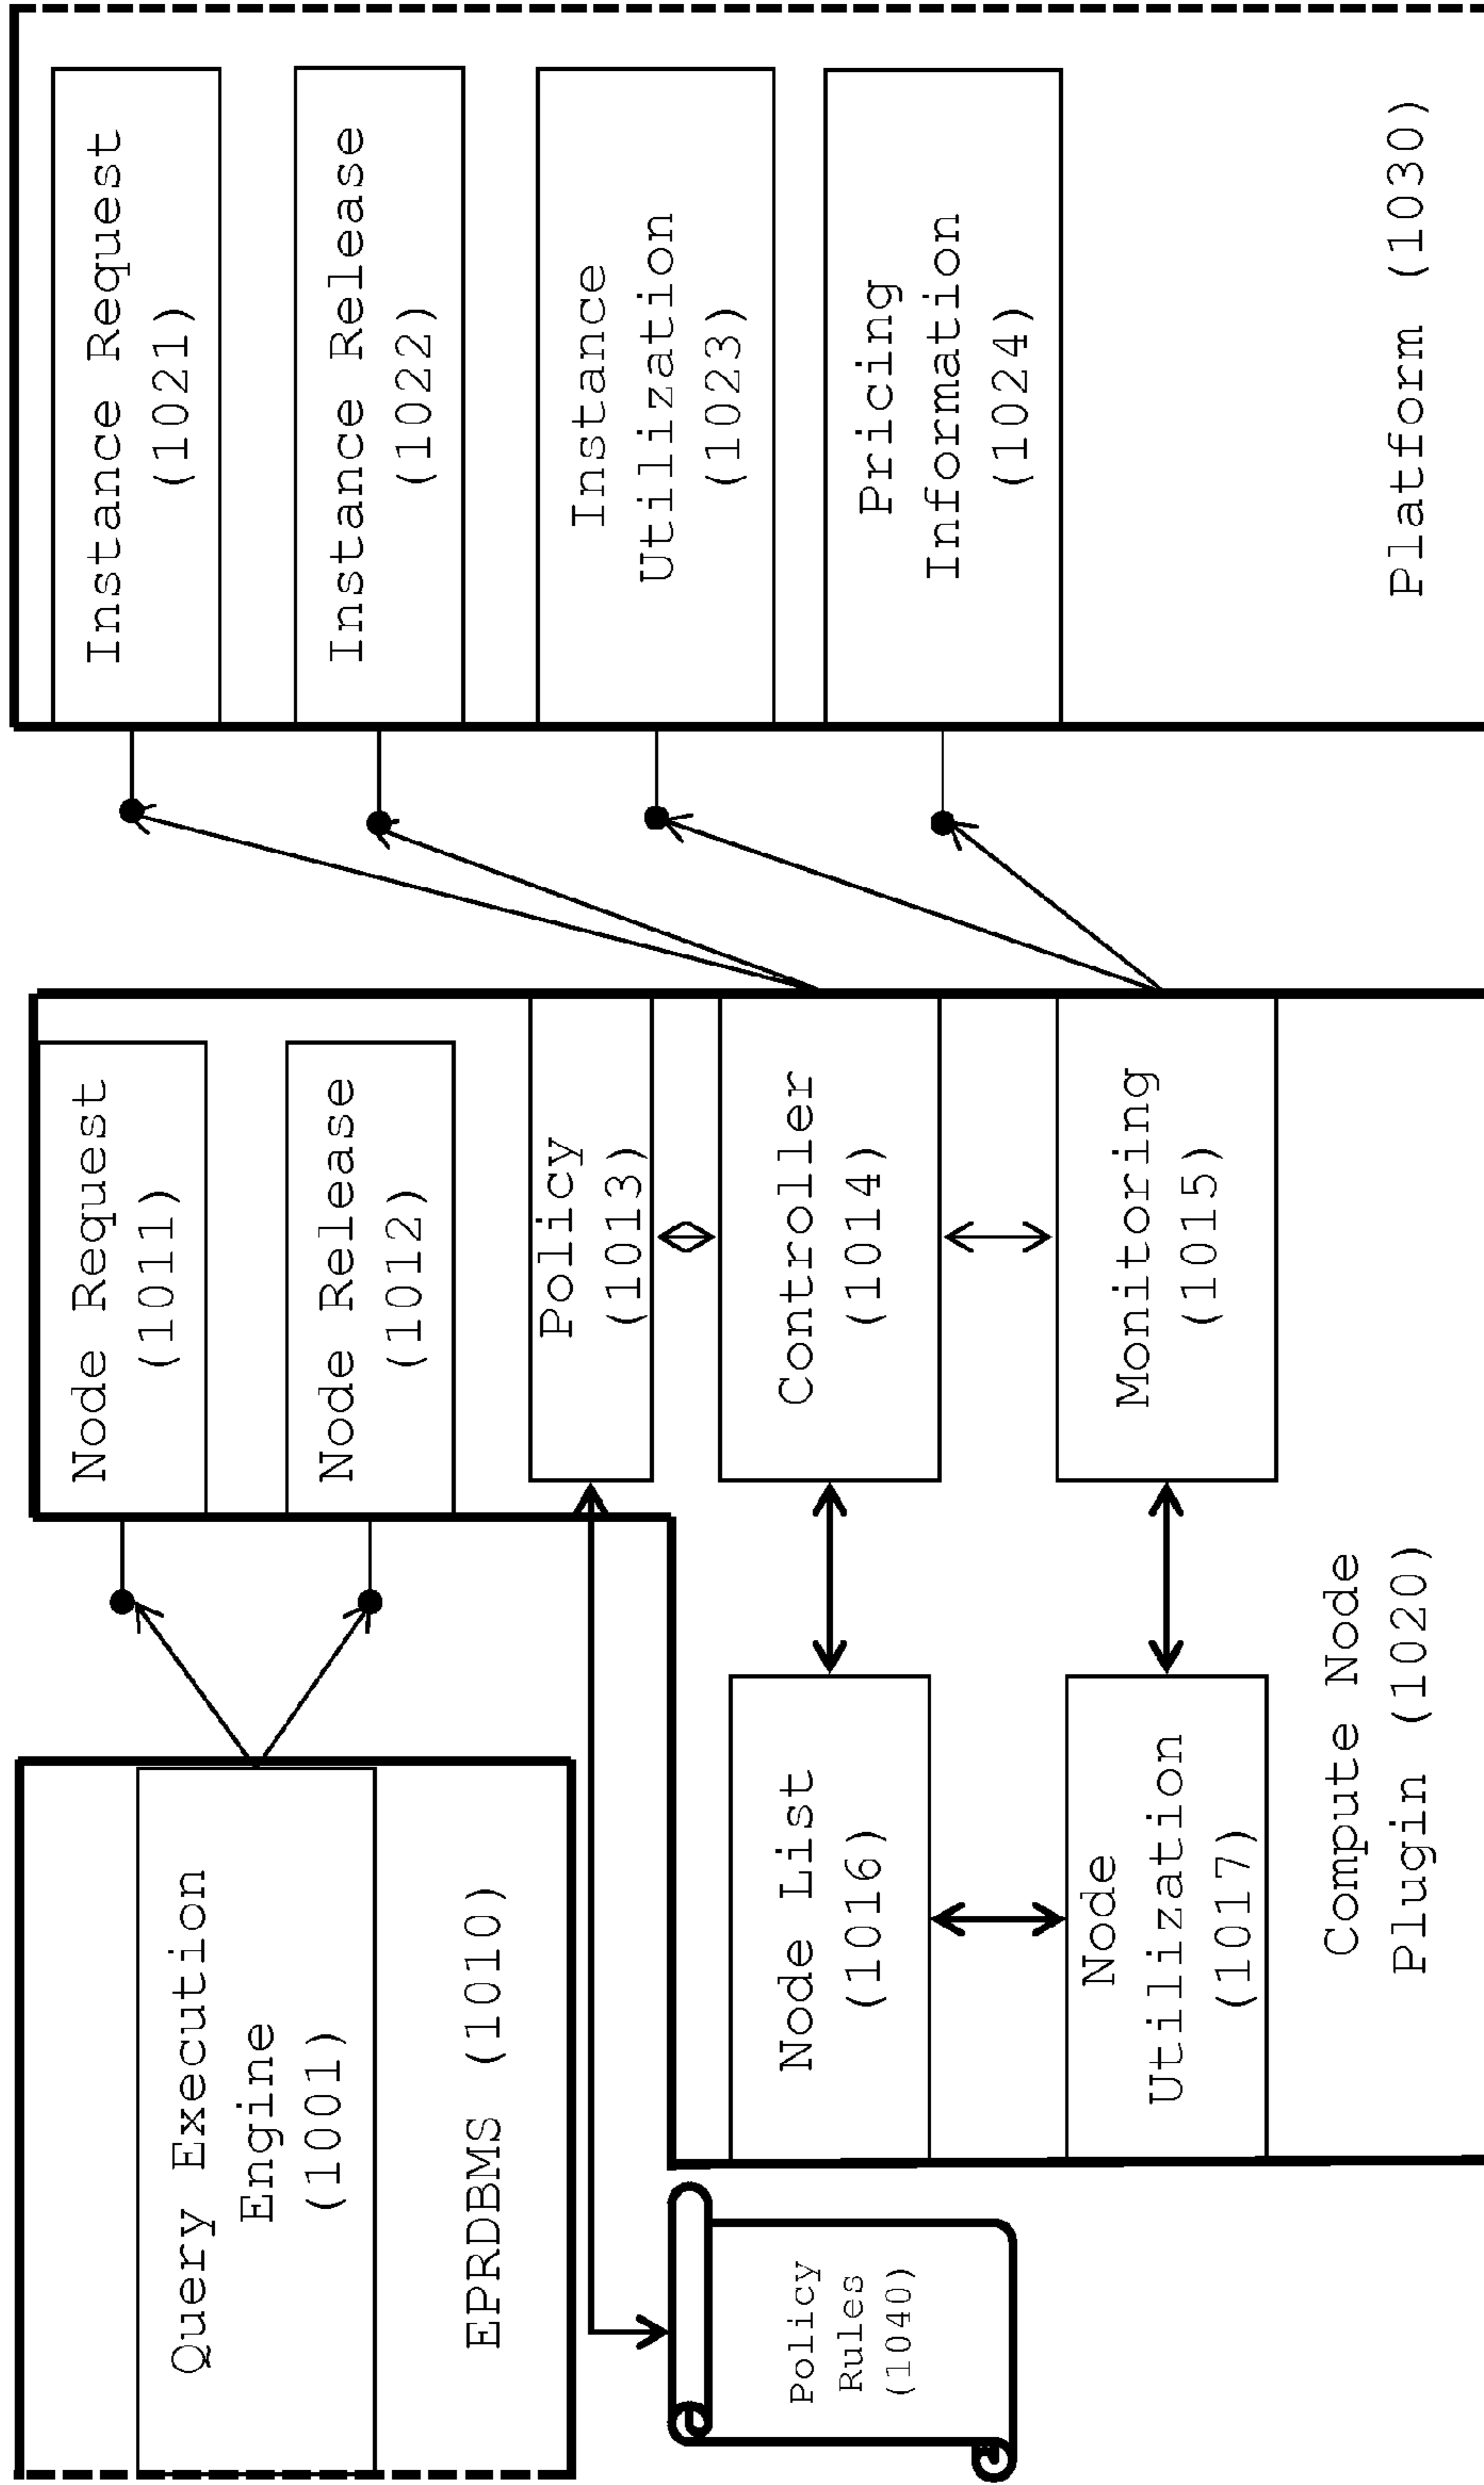 Query Execution
Engine
(1001)
EPRDBMS (1010)
Policy
Rules
(1040)
Node Request
(1011)
Node Release
(1012)
Policy
(1013)
Controller
(1014)
Monitoring
(1015)
Node List
(1016)
Node
Utilization
(1017)
Compute Node
Plugin (1020)
Instance Request
(1021)
Instance Release
(1022)
Instance
Utilization
(1023)
Pricing
Information
(1024)
Platform (1030)